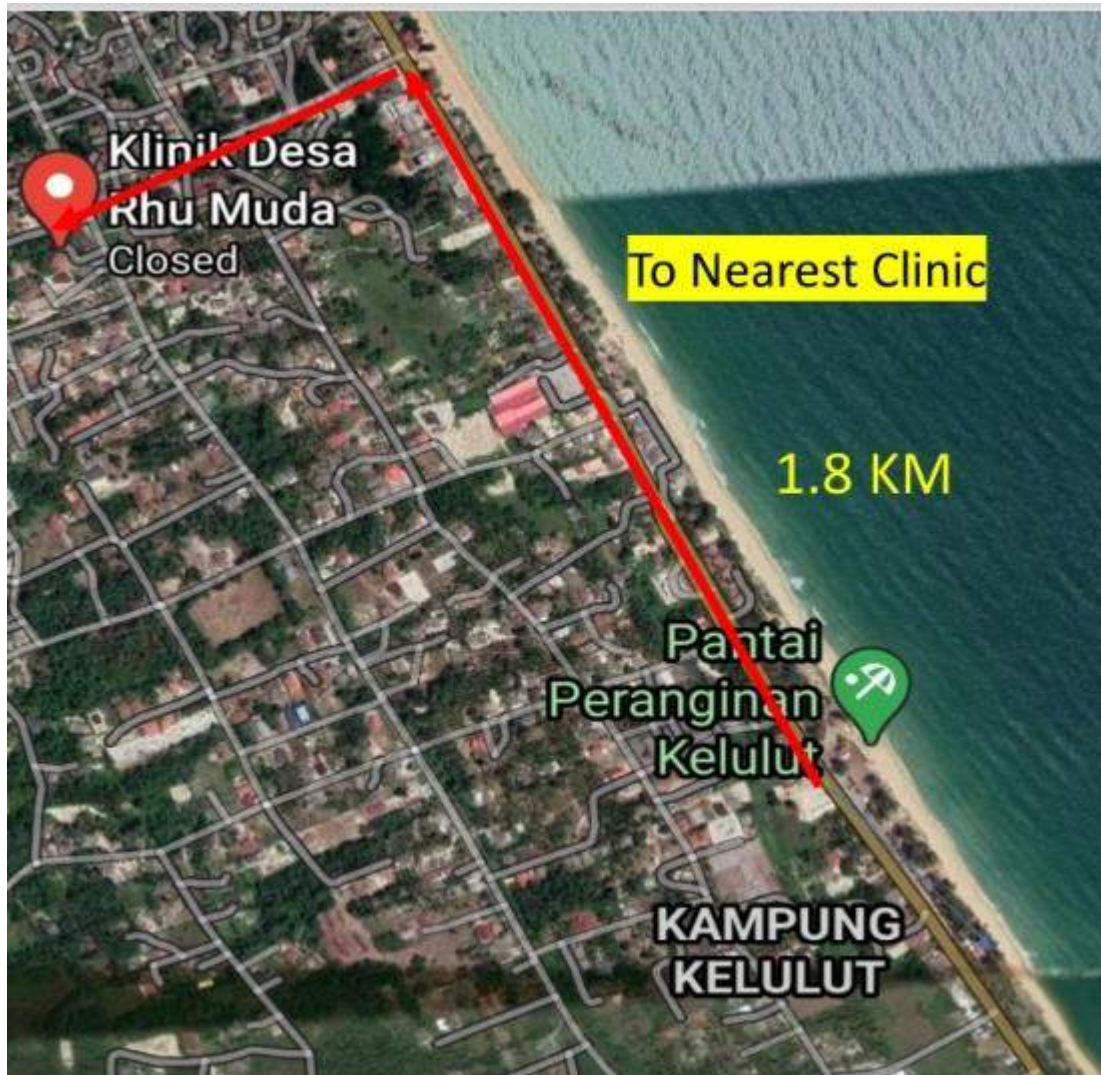 Klinik Desa
Rhu Muda
Closed
To Nearest Clinic
1.8 KM
Pantai
Peranginan
Kelulut
KAMPUNG
KELULUT